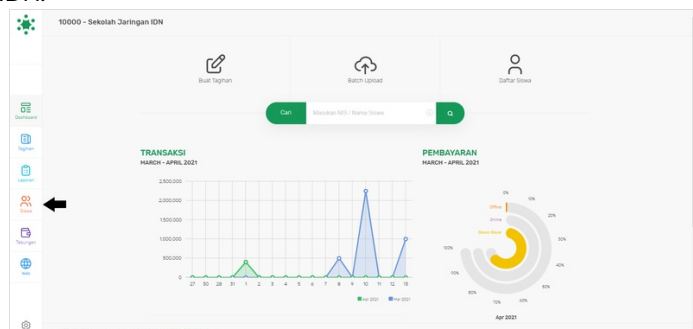 10000 - Sekolah Jaringan IDN
Buat Tagihan
Batch Upload
Daftar Siswa
Cari
Masukan NIS / Nama Siswa
Dashboard
Tagihan
Laporan
Siswa
Tabungan
Web
TRANSAKSI
MARCH - APRIL 2021
2,500,000
2,000,000
1,500,000
1,000,000
500,000
0
27 30 28 31 1 2 3 4 5 6 7 8 9 10 11 12 13
Apr 2021 Mar 2021
PEMBAYARAN
MARCH - APRIL 2021
Offline
Online
Belum Bayar
0%
10%
20%
30%
40%
60%
70%
80%
100%
Apr 2021